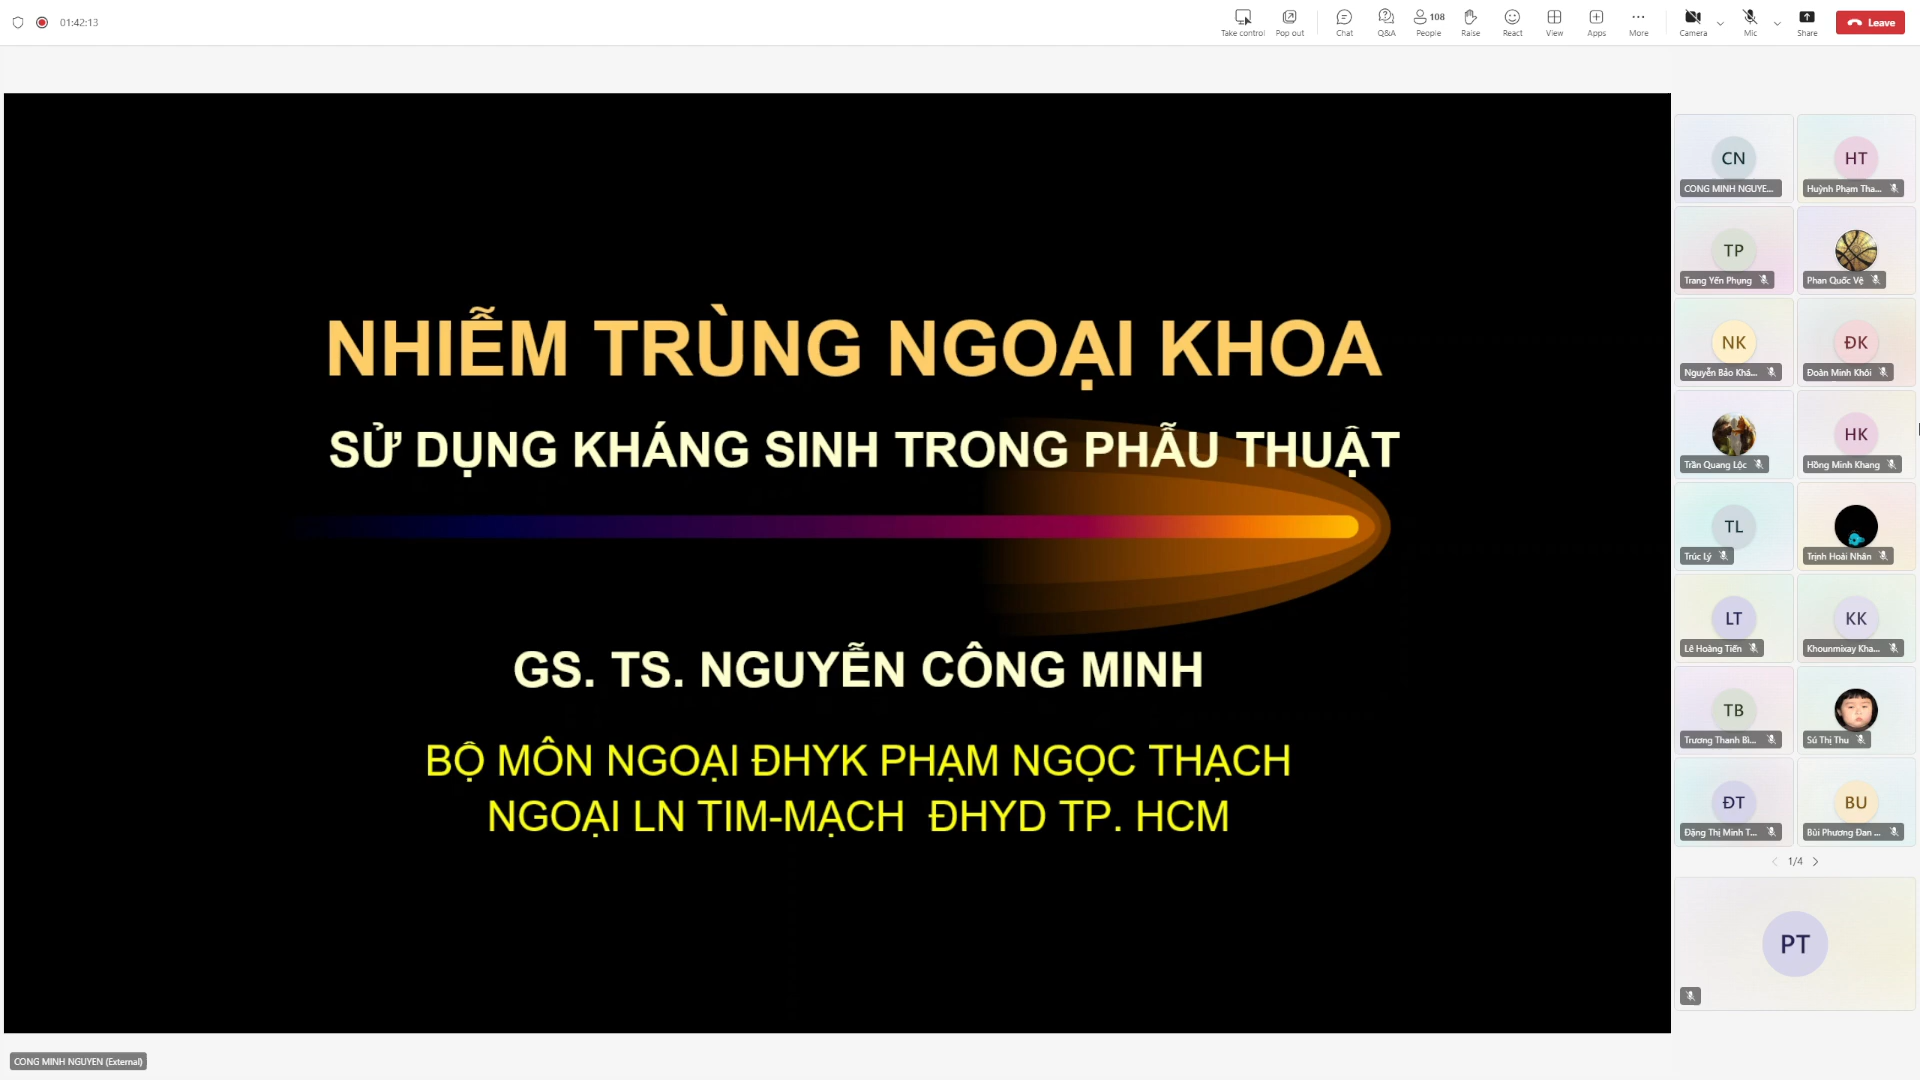 01:42:13
Take control
Pop out
Chat
Q&A
108
People
Raise
React
View
Apps
More
Camera
Mic
Share
Leave
NHIỄM TRÙNG NGOẠI KHOA
SỬ DỤNG KHÁNG SINH TRONG PHẪU THUẬT
GS. TS. NGUYỄN CÔNG MINH
BỘ MÔN NGOẠI ĐHYK PHẠM NGỌC THẠCH
NGOẠI LN TIM-MẠCH ĐHYD TP. HCM
CN
CONG MINH NGUYE...
HT
Huỳnh Phạm Tha...
TP
Trang Yến Phụng
Phan Quốc Vệ
NK
Nguyễn Bảo Khá...
ĐK
Đoàn Minh Khôi
Trần Quang Lộc
HK
Hồng Minh Khang
TL
Trúc Lý
Trịnh Hoài Nhân
LT
Lê Hoàng Tiến
KK
Khounmixay Kha...
TB
Trương Thanh Bì...
Sú Thị Thu
ĐT
Đặng Thị Minh T...
BU
Bùi Phương Đan ...
1/4
PT
CONG MINH NGUYEN (External)